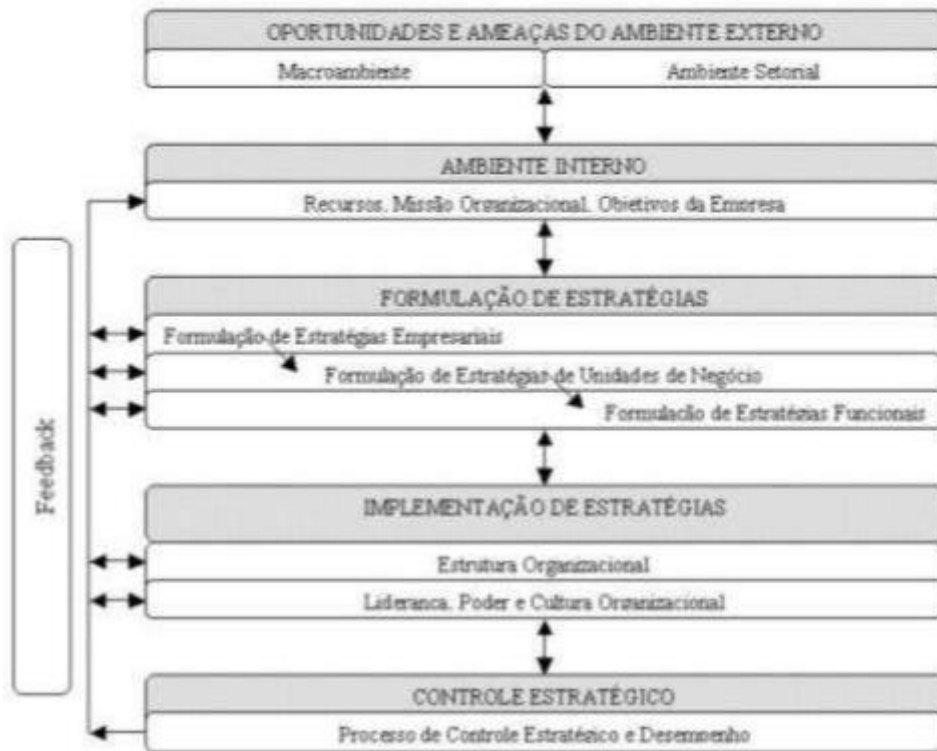 OPORTUNIDADES E AMEAÇAS DO AMBIENTE EXTERNO
Macroambiente
Ambiente Setorial
AMBIENTE INTERNO
Recursos, Missão Organizacional, Objetivos da Empresa
FORMULAÇÃO DE ESTRATÉGIAS
Formulação de Estratégias Empresariais
Formulação de Estratégias de Unidades de Negócio
Formulação de Estratégias Funcionais
Feedback
IMPLEMENTAÇÃO DE ESTRATÉGIAS
Estrutura Organizacional
Liderança, Poder e Cultura Organizacional
CONTROLE ESTRATÉGICO
Processo de Controle Estratégico e Desempenho